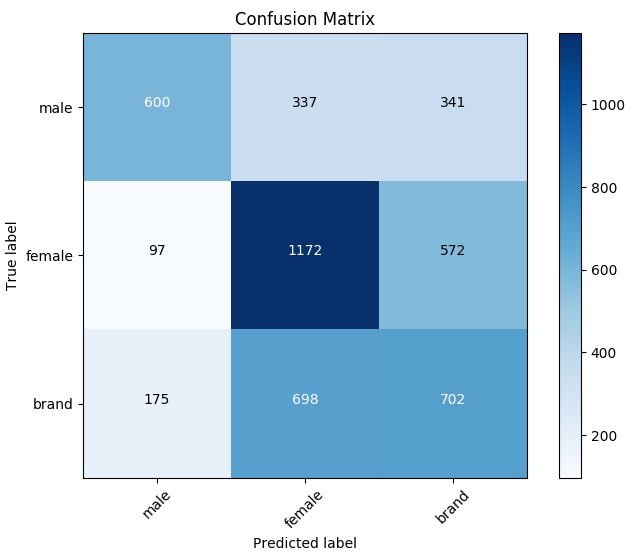 Confusion Matrix
True label
male
600 337 341
female
97 1172 572
brand
175 698 702
male female brand
Predicted label
1000
800
600
400
200